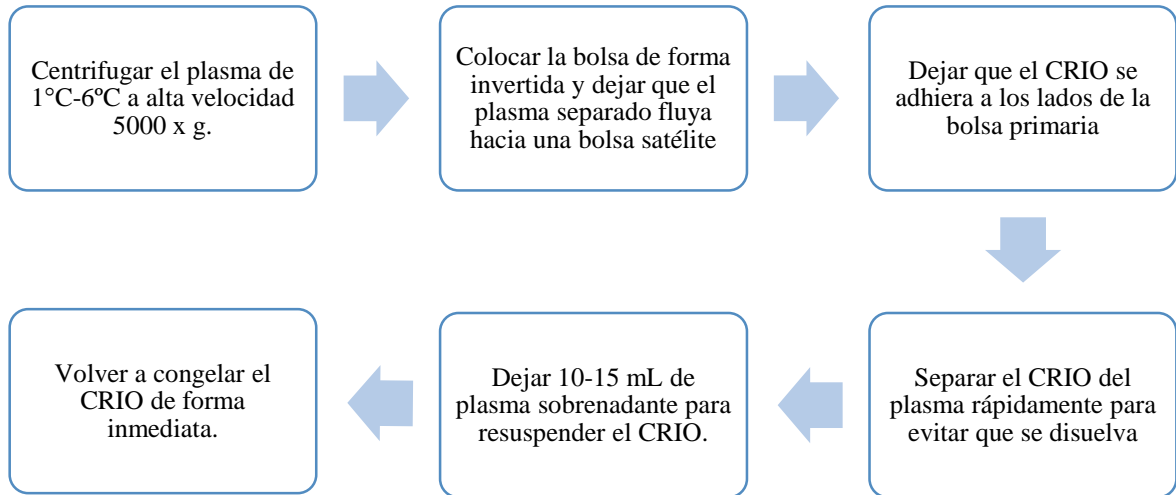 Centrifugar el plasma de
1°C-6ºC a alta velocidad
5000 x g.
Colocar la bolsa de forma
invertida y dejar que el
plasma separado fluya
hacia una bolsa satélite
Dejar que el CRIO se
adhiera a los lados de la
bolsa primaria
Separar el CRIO del
plasma rápidamente para
evitar que se disuelva
Dejar 10-15 mL de
plasma sobrenadante para
resuspender el CRIO.
Volver a congelar el
CRIO de forma
inmediata.